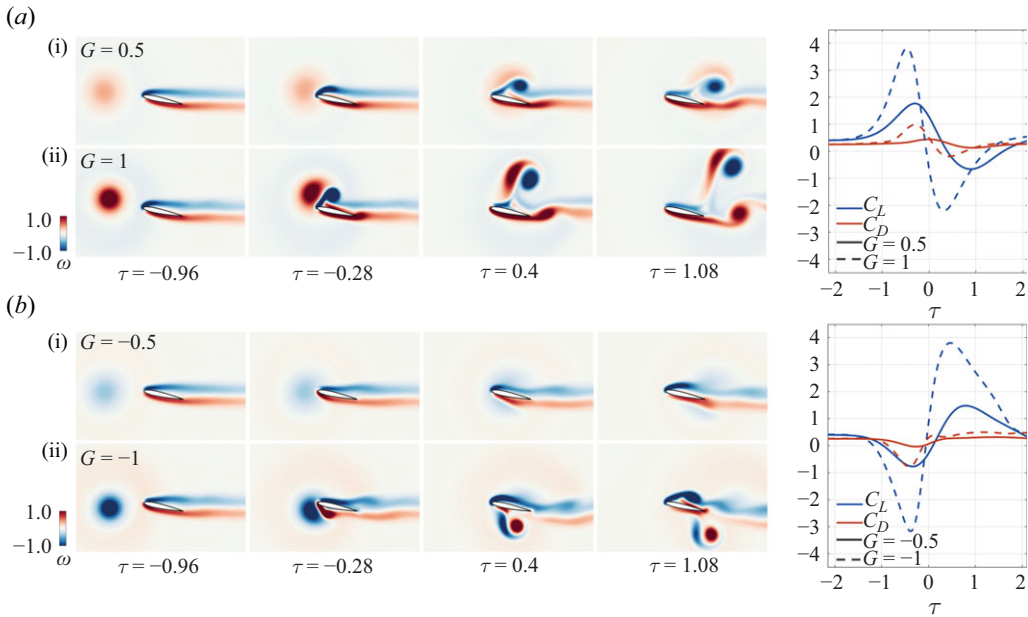 (a)
(i) G = 0.5
(ii) G = 1
1.0
−1.0
ω
τ = −0.96 τ = −0.28 τ = 0.4 τ = 1.08
4
3
2
1
0
−1
−2
−3
−4
C_L
C_D
G = 0.5
G = 1
−2 −1 0 1 2
τ
(b)
(i) G = −0.5
(ii) G = −1
1.0
−1.0
ω
τ = −0.96 τ = −0.28 τ = 0.4 τ = 1.08
4
3
2
1
0
−1
−2
−3
−4
C_L
C_D
G = −0.5
G = −1
−2 −1 0 1 2
τ